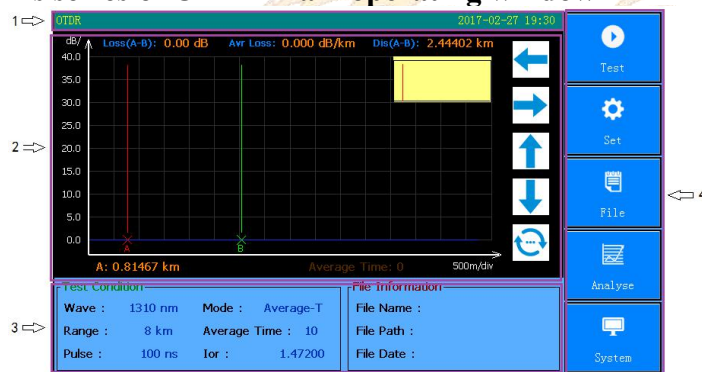 operating window
1
OTDR 2017-02-27 19:30
dB/ Loss(A-B): 0.00 dB Avr Loss: 0.000 dB/km Dis(A-B): 2.44402 km
40.0
35.0
30.0
25.0
20.0
15.0
10.0
5.0
0.0
A B
A: 0.81467 km Average Time: 0 500m/div
2
Test Condition
Wave : 1310 nm Mode : Average-T
Range : 8 km Average Time : 10
Pulse : 100 ns Ior : 1.47200
File Information
File Name :
File Path :
File Date :
3
Test
Set
File
Analyse
System
4